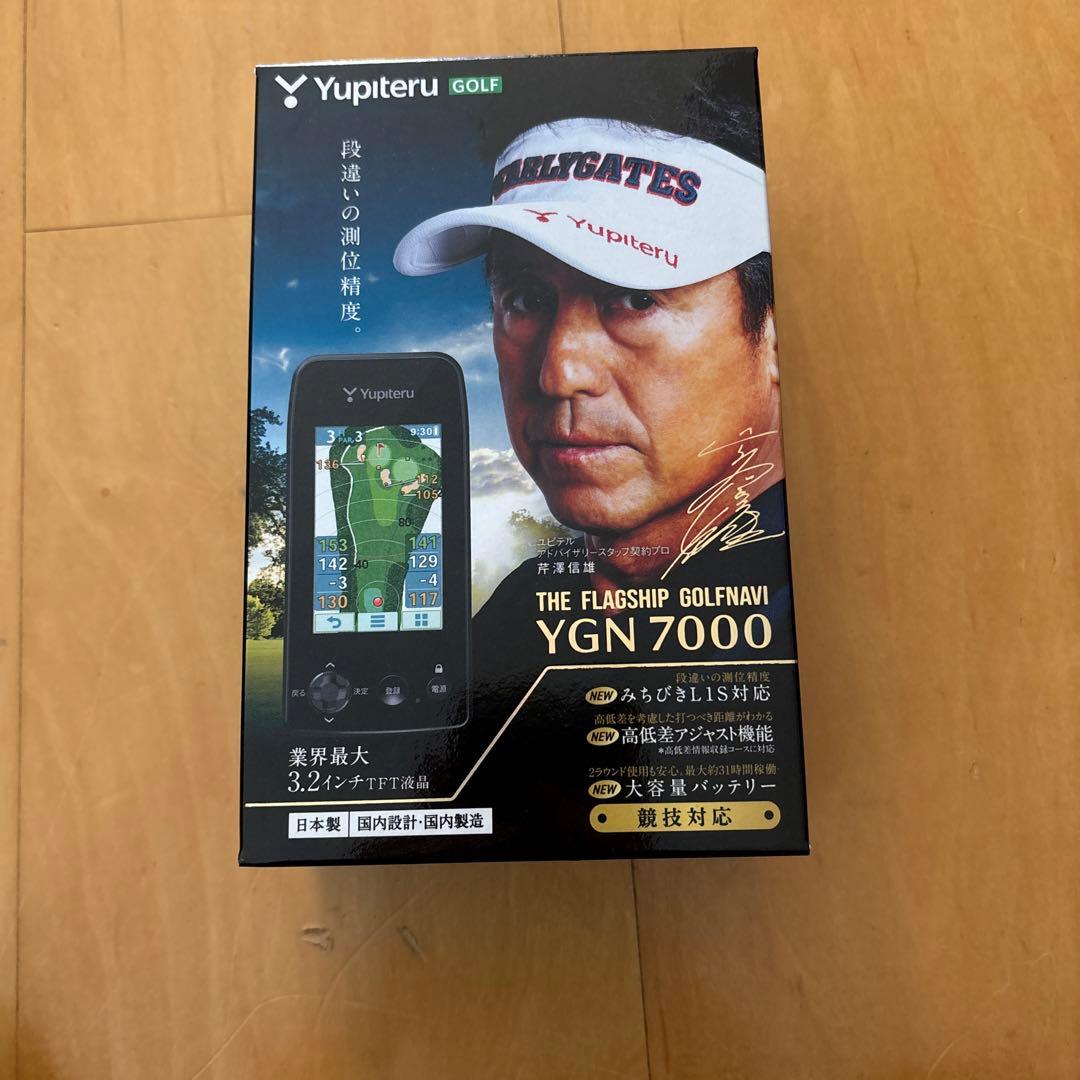 Yupiteru GOLF
段違いの測位精度。
EARLYGATES
Yupiteru
Yupiteru
3 H PAR 3 9:30
136
112
105
80
153 141
142 40 129
-3 -4
130 117
戻る 決定 登録 電源
ユピテル
アドバイザリースタッフ契約プロ
芹澤信雄
THE FLAGSHIP GOLFNAVI
YGN 7000
段違いの測位精度
NEW みちびきL1S対応
高低差を考慮した打つべき距離がわかる
NEW 高低差アジャスト機能
*高低差情報収録コースに対応
2ラウンド使用も安心。最大約31時間稼働
NEW 大容量バッテリー
競技対応
業界最大
3.2インチTFT液晶
日本製 国内設計・国内製造